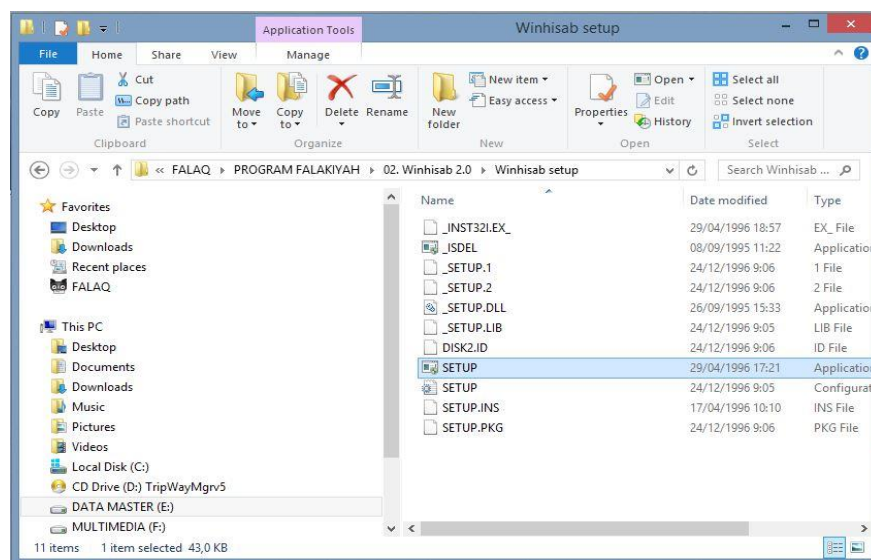 Application Tools
Winhisab setup
File Home Share View Manage
Copy
Paste
Cut
Copy path
Paste shortcut
Clipboard
Move to
Copy to
Delete
Rename
Organize
New folder
New item
Easy access
New
Properties
Open
Edit
History
Open
Select all
Select none
Invert selection
Select
« FALAQ PROGRAM FALAKIYAH 02. Winhisab 2.0 Winhisab setup
Search Winhisab ...
Favorites
Desktop
Downloads
Recent places
FALAQ
This PC
Desktop
Documents
Downloads
Music
Pictures
Videos
Local Disk (C:)
CD Drive (D:) TripWayMgrv5
DATA MASTER (E:)
MULTIMEDIA (F:)
Name Date modified Type
_INST32I.EX_ 29/04/1996 18:57 EX_ File
_ISDEL 08/09/1995 11:22 Applicatio
_SETUP.1 24/12/1996 9:06 1 File
_SETUP.2 24/12/1996 9:06 2 File
_SETUP.DLL 26/09/1995 15:33 Applicatio
_SETUP.LIB 24/12/1996 9:05 LIB File
DISK2.ID 24/12/1996 9:06 ID File
SETUP 29/04/1996 17:21 Applicatio
SETUP 24/12/1996 9:05 Configurat
SETUP.INS 17/04/1996 10:10 INS File
SETUP.PKG 24/12/1996 9:06 PKG File
11 items 1 item selected 43,0 KB